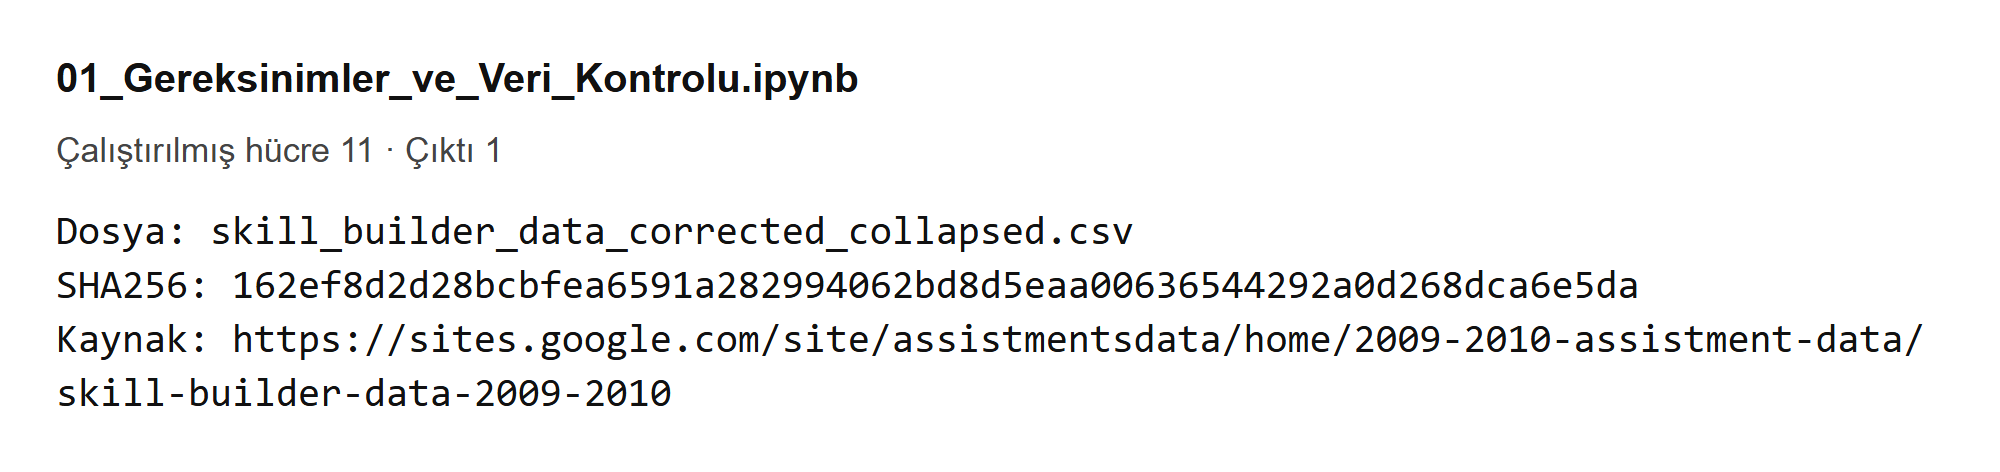 01_Gereksinimler_ve_Veri_Kontrolu.ipynb
Çalıştırılmış hücre 11 · Çıktı 1
Dosya: skill_builder_data_corrected_collapsed.csv
SHA256: 162ef8d2d28bcbfea6591a282994062bd8d5eaa00636544292a0d268dca6e5da
Kaynak: https://sites.google.com/site/assistmentsdata/home/2009-2010-assistment-data/
skill-builder-data-2009-2010